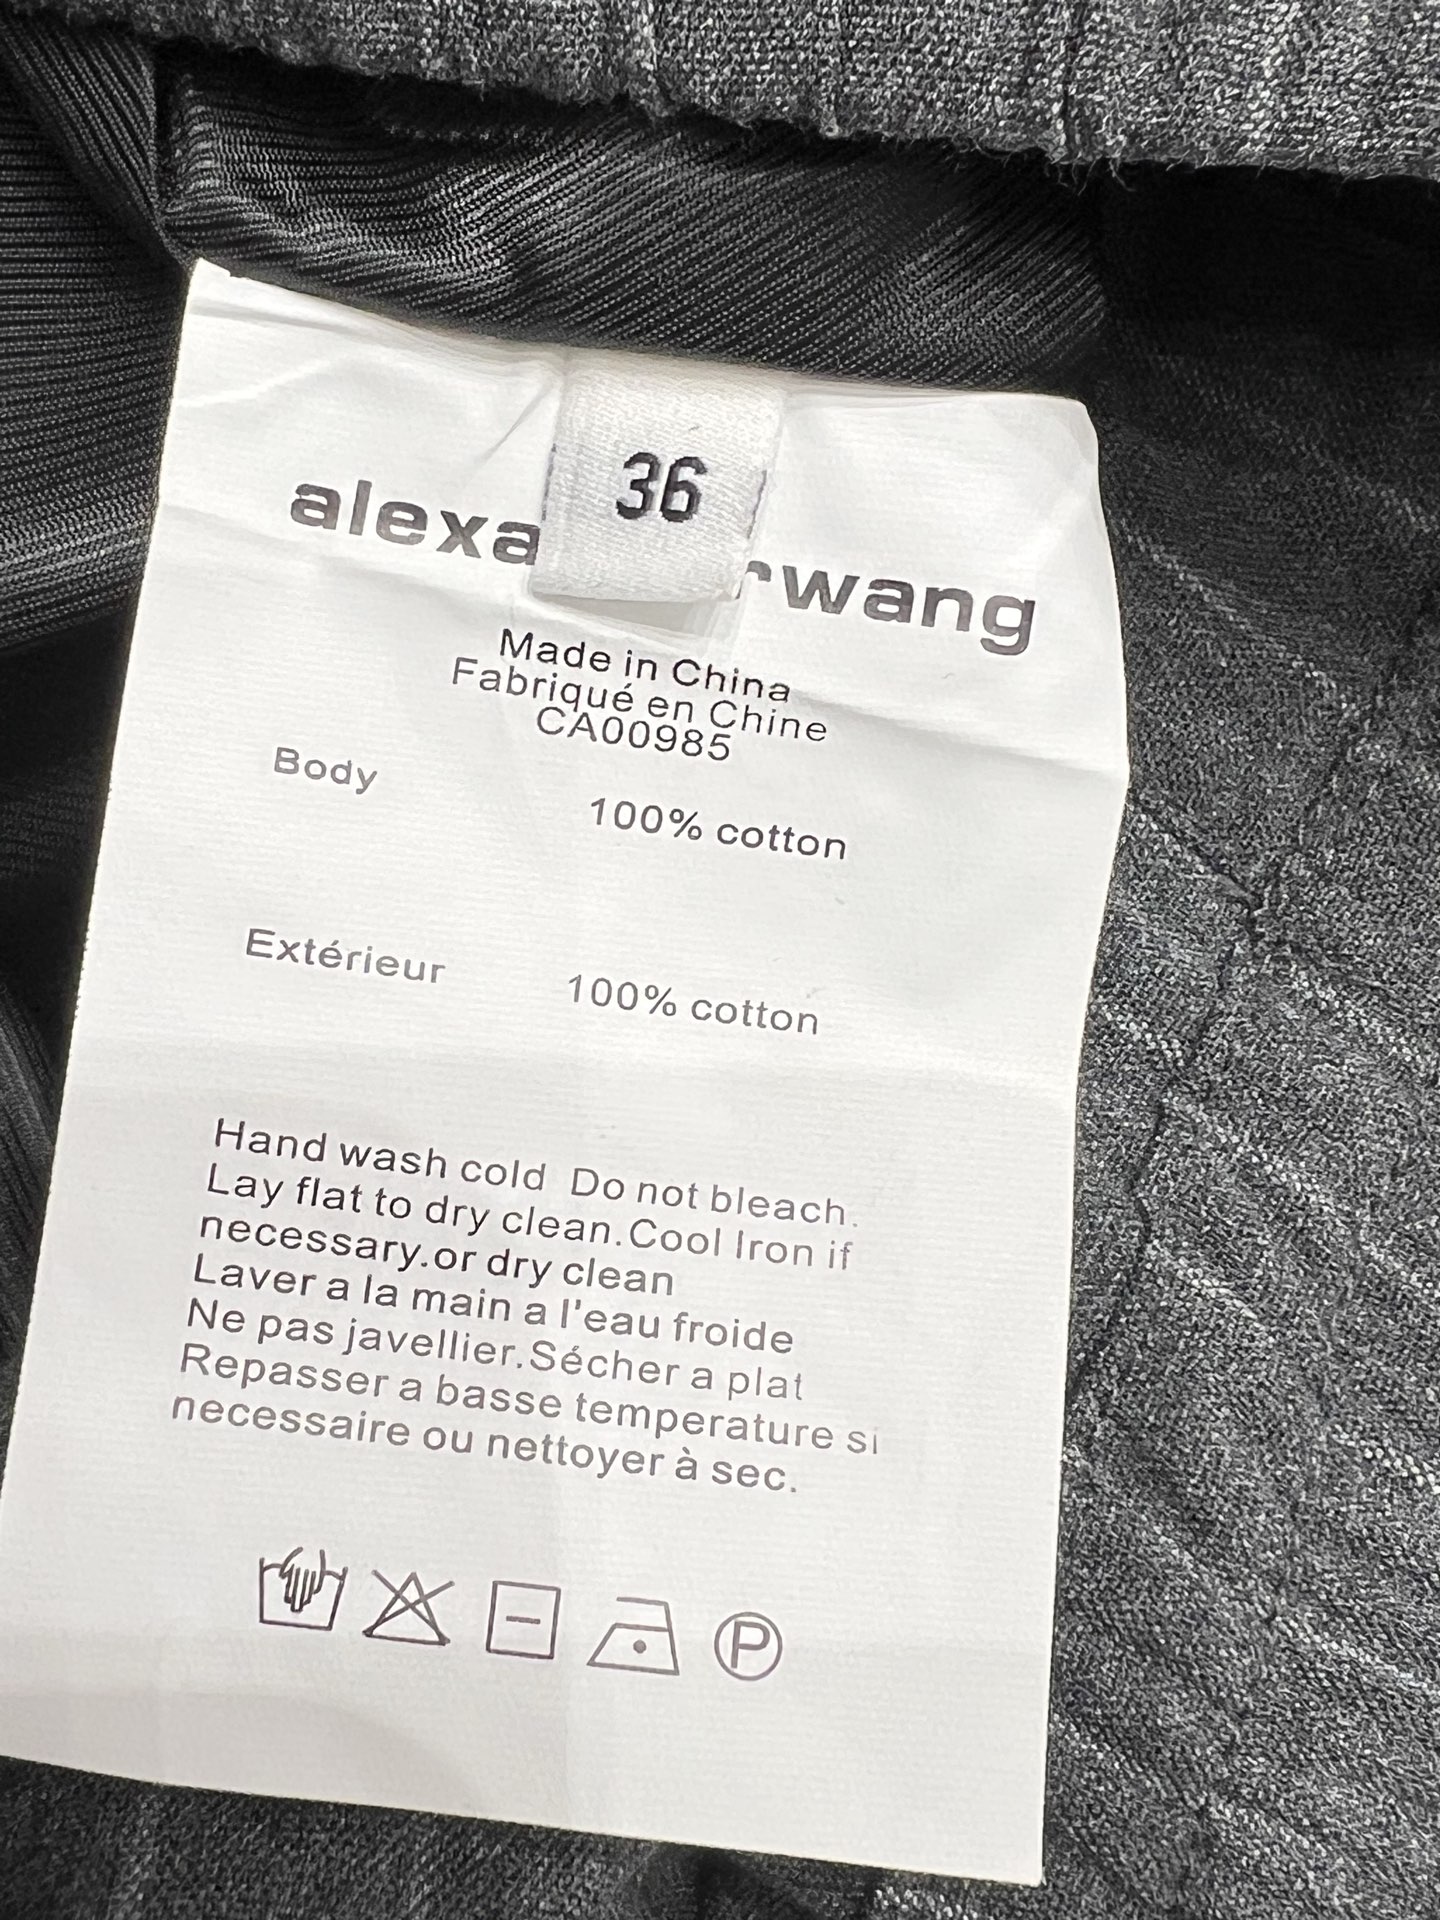 36
alexa rwang
Made in China
Fabriqué en Chine
CA00985
Body
100% cotton
Extérieur
100% cotton
Hand wash cold Do not bleach.
Lay flat to dry clean.Cool Iron if
necessary.or dry clean
Laver a la main a l'eau froide
Ne pas javellier.Sécher a plat
Repasser a basse temperature si
necessaire ou nettoyer à sec.
P